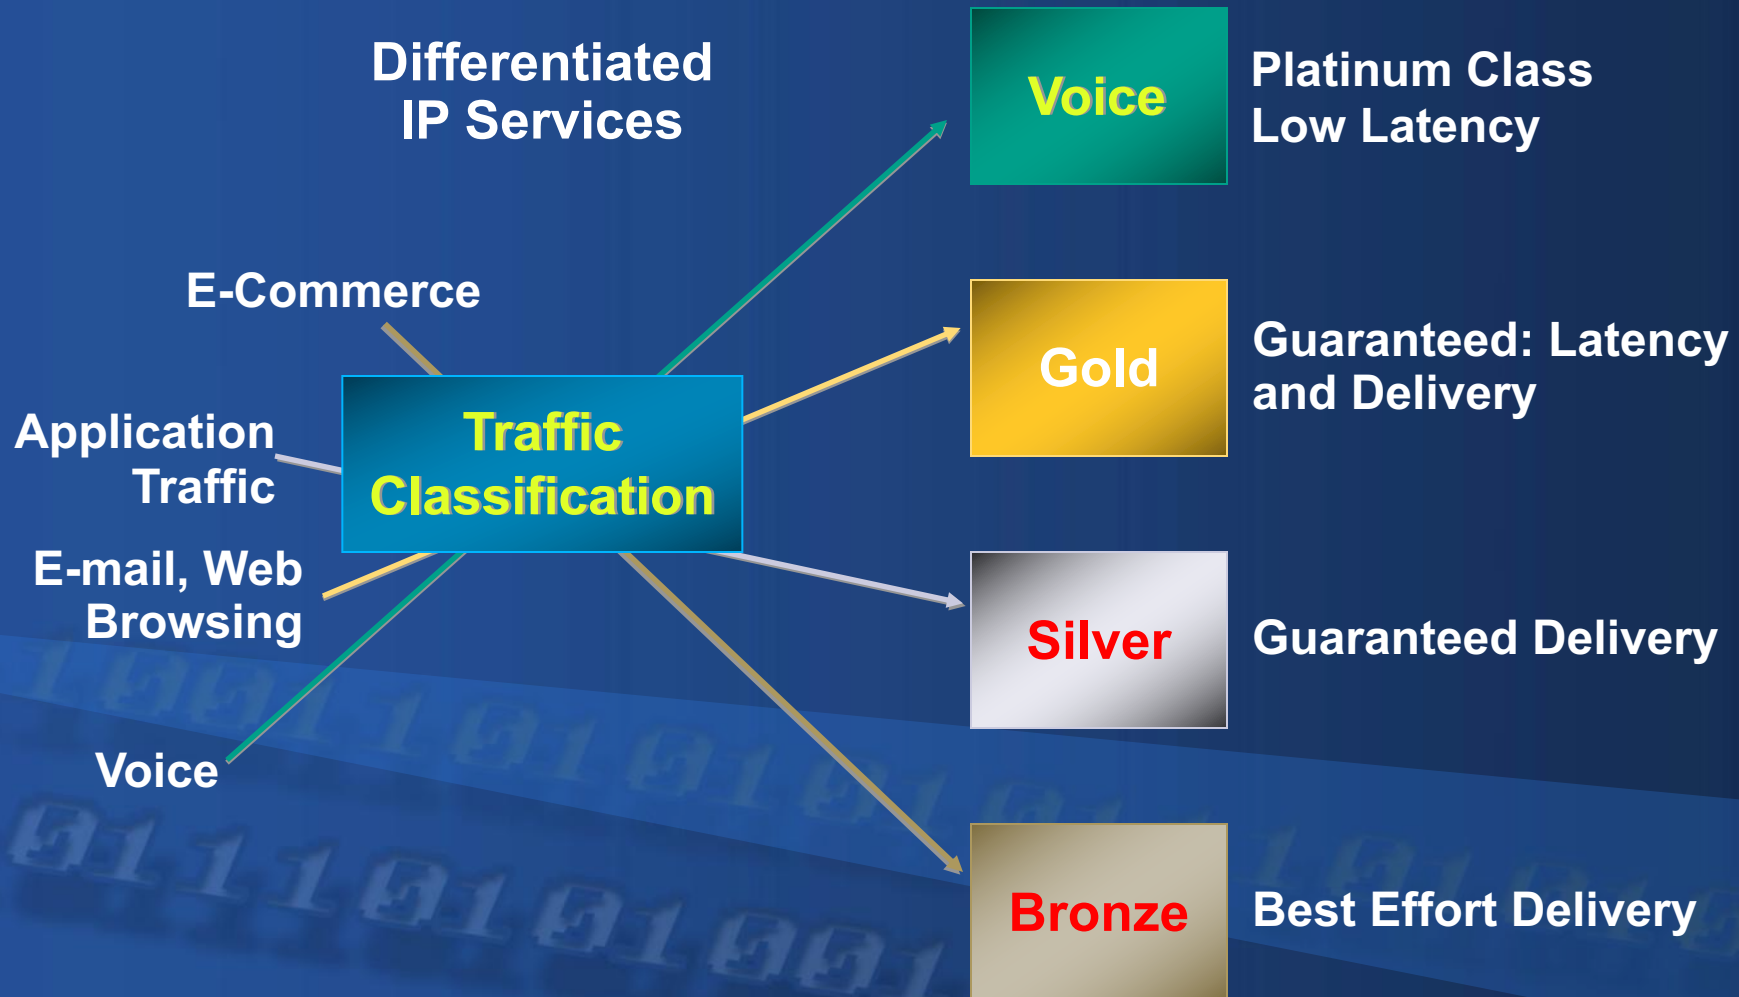 Differentiated
IP Services
Voice
Platinum Class
Low Latency
E-Commerce
Gold
Guaranteed: Latency
and Delivery
Application
Traffic
Traffic
Classification
E-mail, Web
Browsing
Silver
Guaranteed Delivery
Voice
Bronze
Best Effort Delivery